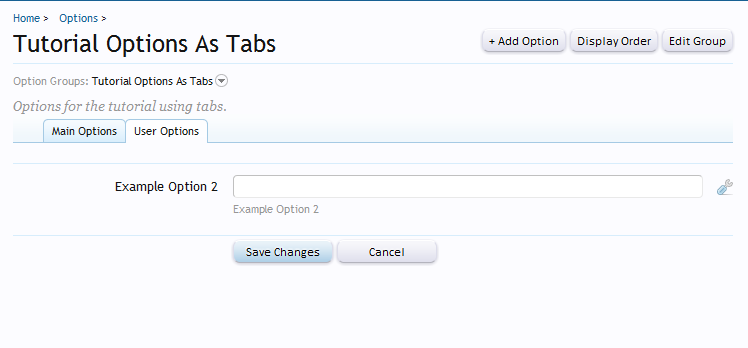 Home > Options >
Tutorial Options As Tabs
+ Add Option Display Order Edit Group
Option Groups: Tutorial Options As Tabs
Options for the tutorial using tabs.
Main Options User Options
Example Option 2
Example Option 2
Save Changes Cancel